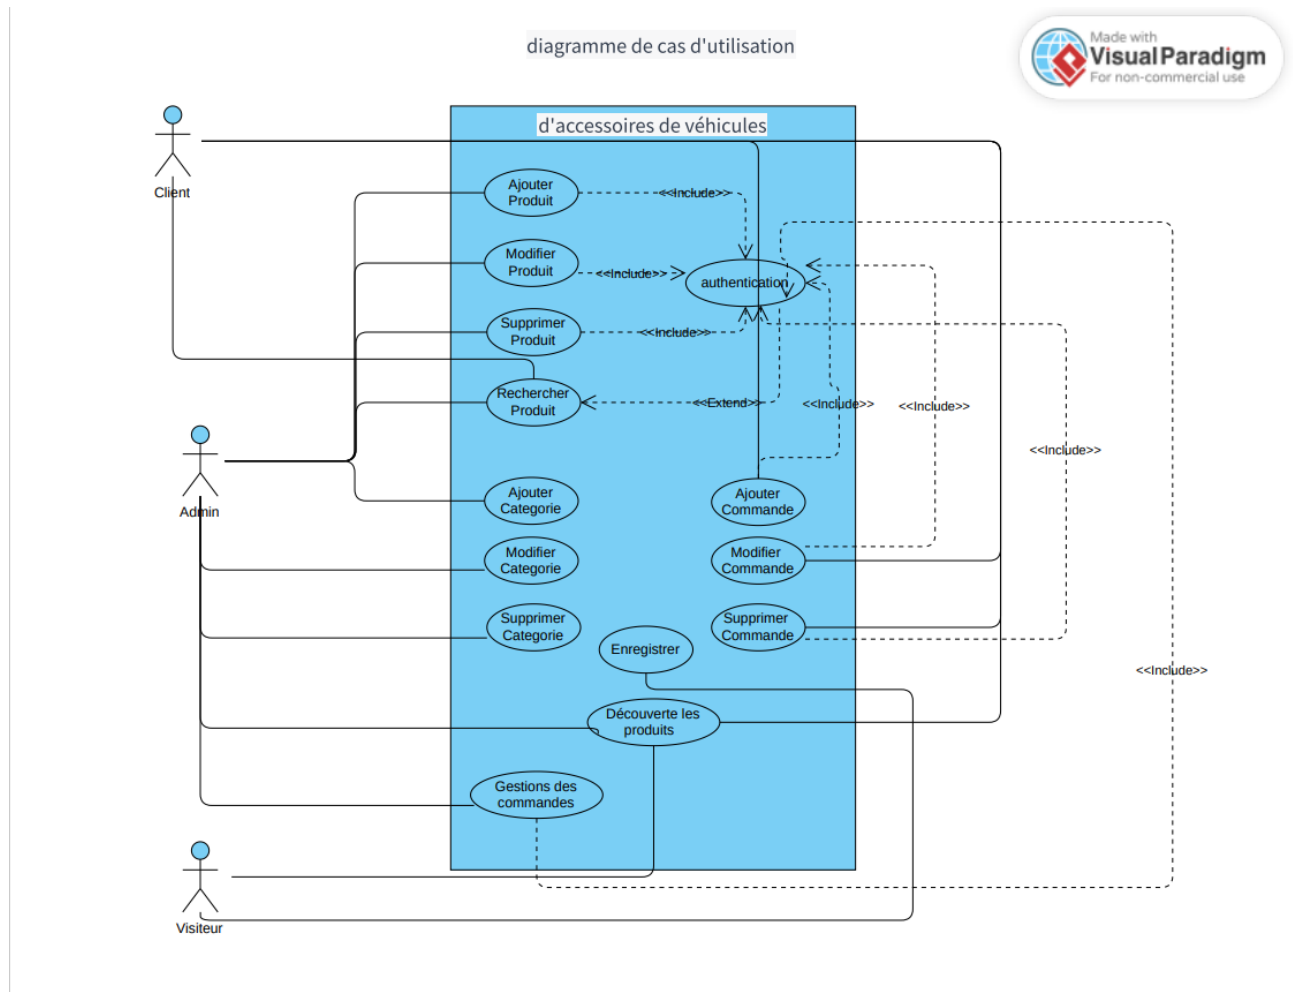 diagramme de cas d'utilisation
Made with
Visual Paradigm
For non-commercial use
d'accessoires de véhicules
Client
Ajouter
Produit
<<Include>>
Modifier
Produit
<<Include>>
authentication
Supprimer
Produit
<<Include>>
Rechercher
Produit
<<Extend>>
<<Include>>
<<Include>>
<<Include>>
Admin
Ajouter
Categorie
Ajouter
Commande
Modifier
Categorie
Modifier
Commande
Supprimer
Categorie
Supprimer
Commande
Enregistrer
<<Include>>
Découverte les
produits
Gestions des
commandes
Visiteur